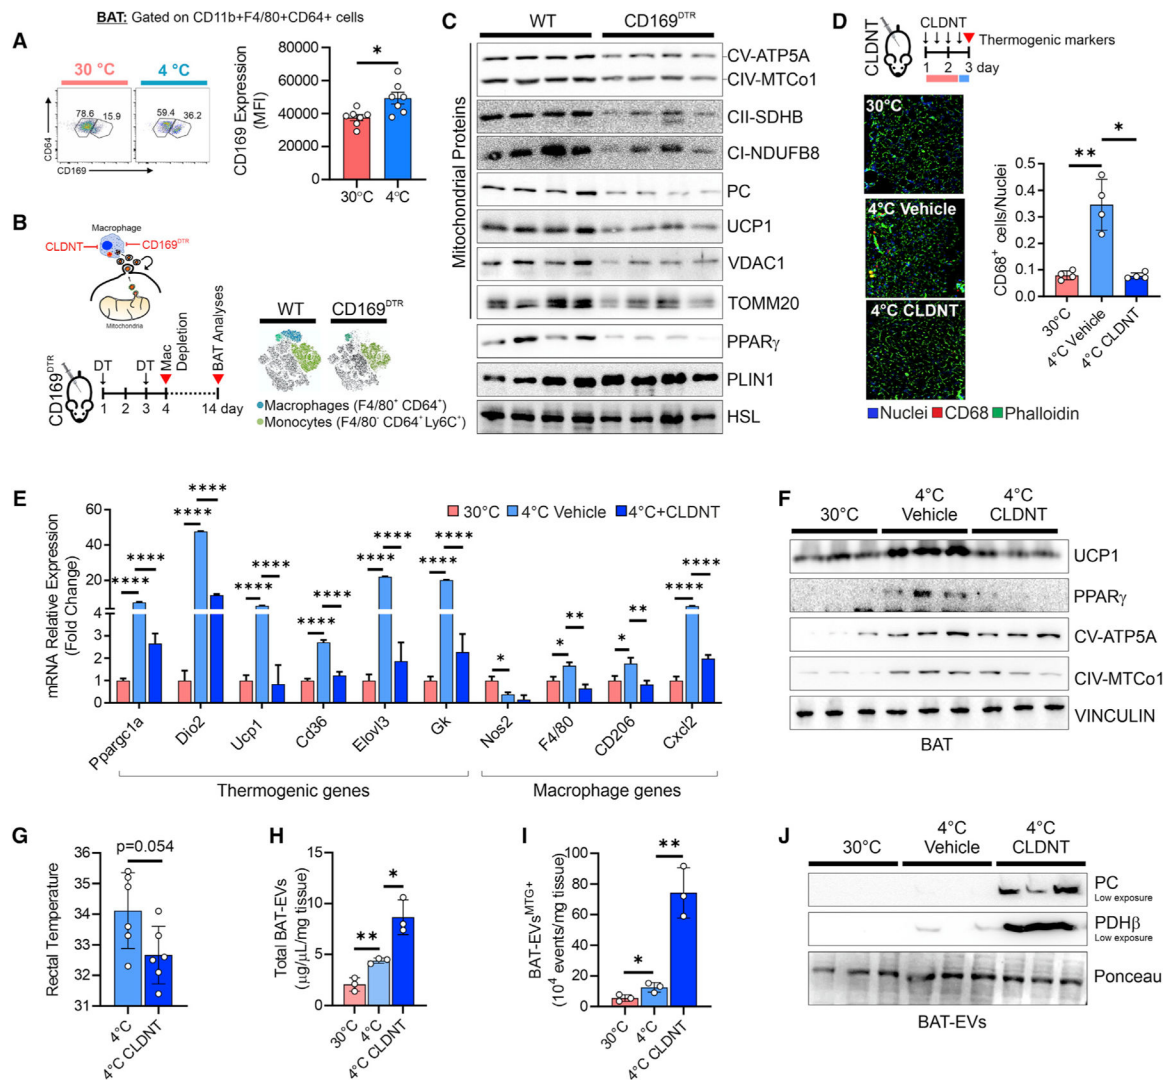 BAT: Gated on CD11b+F4/80+CD64+ cells
A
30 °C
4 °C
78.6
15.9
59.4
36.2
CD64
CD169
CD169 Expression
(MFI)
80000
60000
40000
20000
0
*
30°C
4°C
B
Macrophage
CLDNT
CD169DTR
Mitochondria
CD169DTR
DT
DT
Mac
Depletion
BAT Analyses
1
2
3
4
14 day
WT
CD169DTR
Macrophages (F4/80+ CD64+)
Monocytes (F4/80- CD64+Ly6C+)
C
WT
CD169DTR
Mitochondrial Proteins
CV-ATP5A
CIV-MTCo1
CII-SDHB
CI-NDUFB8
PC
UCP1
VDAC1
TOMM20
PPARγ
PLIN1
HSL
D
CLDNT
CLDNT
Thermogenic markers
1
2
3
day
30°C
4°C Vehicle
4°C CLDNT
Nuclei
CD68
Phalloidin
CD68+ cells/Nuclei
0.5
0.4
0.3
0.2
0.1
0.0
**
*
30°C
4°C Vehicle
4°C CLDNT
E
mRNA Relative Expression
(Fold Change)
60
40
20
4
3
2
1
0
30°C
4°C Vehicle
4°C+CLDNT
****
****
****
****
****
****
****
****
****
****
****
****
*
*
**
*
**
****
****
Ppargc1a
Dio2
Ucp1
Cd36
Elovl3
Gk
Nos2
F4/80
CD206
Cxcl2
Thermogenic genes
Macrophage genes
F
30°C
4°C
Vehicle
4°C
CLDNT
UCP1
PPARγ
CV-ATP5A
CIV-MTCo1
VINCULIN
BAT
G
Rectal Temperature
36
35
34
33
32
31
p=0.054
4°C
4°C CLDNT
H
Total BAT-EVs
(µg/µL/mg tissue)
15
10
5
0
**
*
30°C
4°C
4°C CLDNT
I
BAT-EVsMTG+
(10⁴ events/mg tissue)
100
80
60
40
20
0
*
**
30°C
4°C
4°C CLDNT
J
30°C
4°C
Vehicle
4°C
CLDNT
PC
Low exposure
PDHβ
Low exposure
Ponceau
BAT-EVs